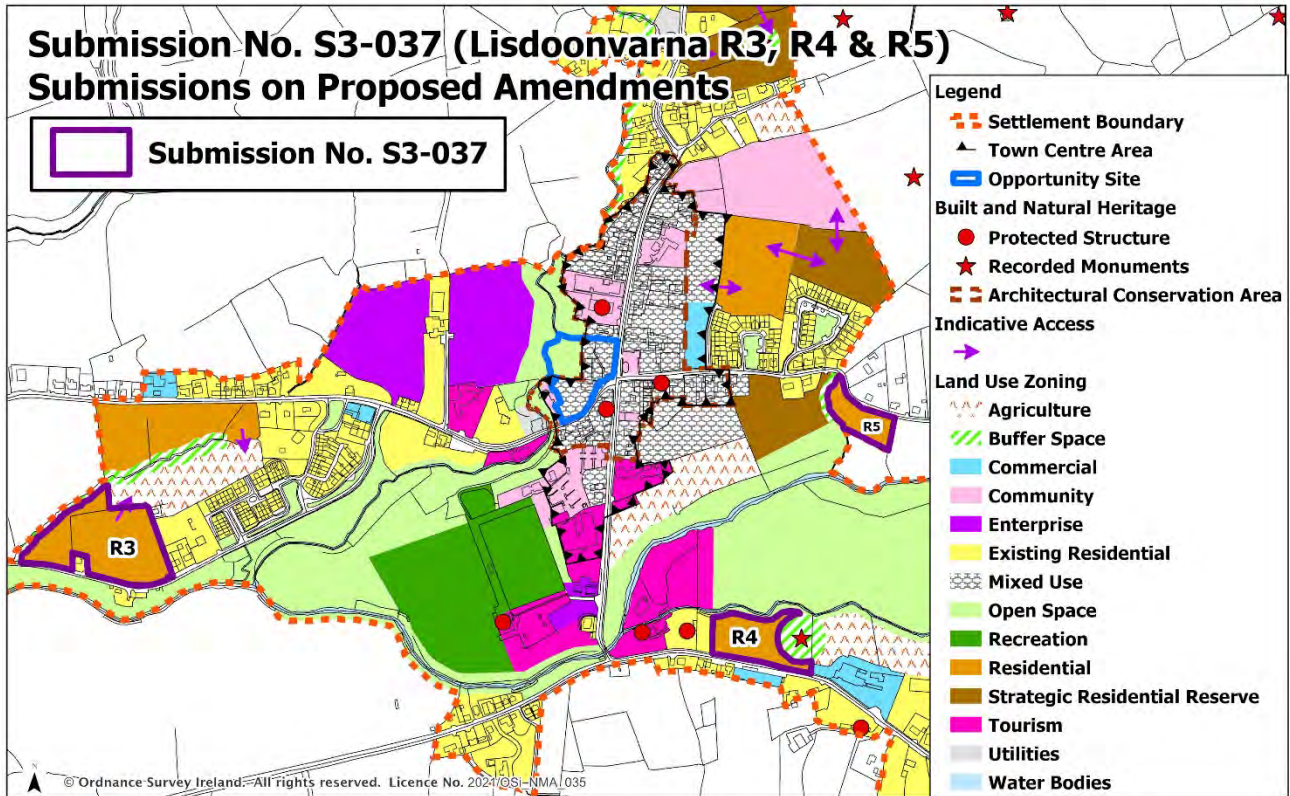 Submission No. S3-037 (Lisdoonvarna R3, R4 & R5)
Submissions on Proposed Amendments
Submission No. S3-037
Legend
Settlement Boundary
Town Centre Area
Opportunity Site
Built and Natural Heritage
Protected Structure
Recorded Monuments
Architectural Conservation Area
Indicative Access
Land Use Zoning
Agriculture
Buffer Space
Commercial
Community
Enterprise
Existing Residential
Mixed Use
Open Space
Recreation
Residential
Strategic Residential Reserve
Tourism
Utilities
Water Bodies
R5
R3
R4
© Ordnance Survey Ireland. All rights reserved. Licence No. 2021/OSi_NMA_035